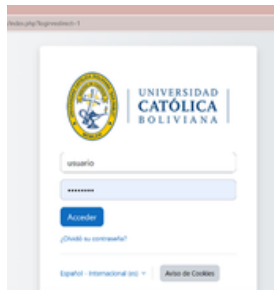 /index.php?loginredirect=1
UNIVERSIDAD
CATÓLICA
BOLIVIANA
usuario
••••••••
Acceder
¿Olvidó su contraseña?
Español - Internacional (es)
Aviso de Cookies